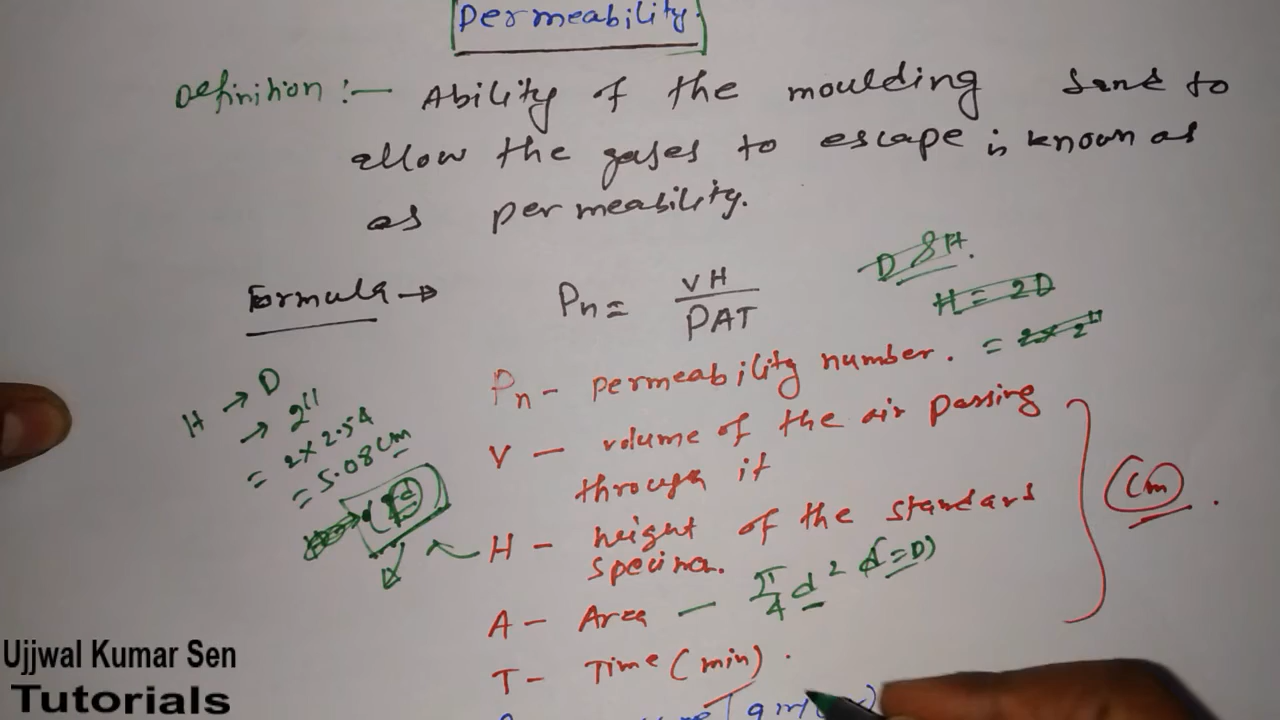 Permeability.
Definition :- Ability of the moulding sand to
allow the gases to escape is known as
as permeability.
Formula → Pn = VH / PAT
D & H.
H = 2D
= 2 x 2"
Pn - permeability number.
H → D
→ 2"
= 2 x 2.54
= 5.08 cm
V - volume of the air passing
through it
(cm)
H - height of the standard
specimen.
A - Area - π/4 d² (d = D)
T - Time (min).
Ujjwal Kumar Sen
Tutorials